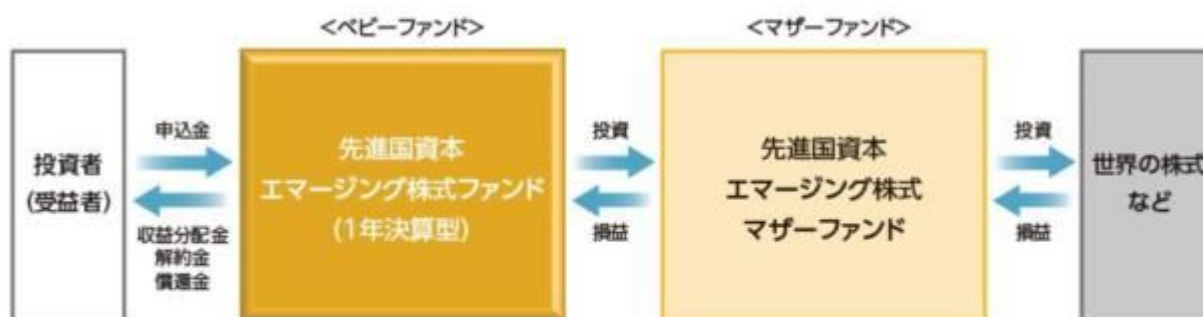 <ベビーファンド>
<マザーファンド>
投資者
(受益者)
申込金
収益分配金
解約金
償還金
先進国資本
エマージング株式ファンド
(1年決算型)
投資
損益
先進国資本
エマージング株式
マザーファンド
投資
損益
世界の株式
など